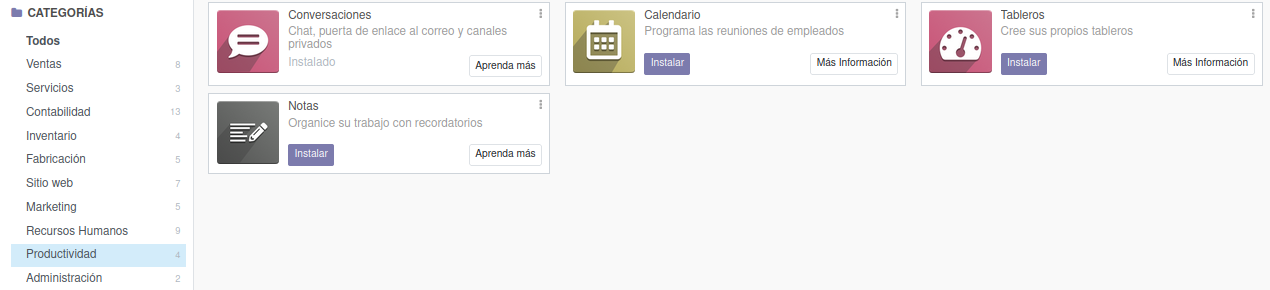 CATEGORÍAS
Todos
Ventas 8
Servicios 3
Contabilidad 13
Inventario 4
Fabricación 5
Sitio web 7
Marketing 5
Recursos Humanos 9
Productividad 4
Administración 2
Conversaciones
Chat, puerta de enlace al correo y canales
privados
Instalado
Aprenda más
Calendario
Programa las reuniones de empleados
Instalar
Más Información
Tableros
Cree sus propios tableros
Instalar
Más Información
Notas
Organice su trabajo con recordatorios
Instalar
Aprenda más